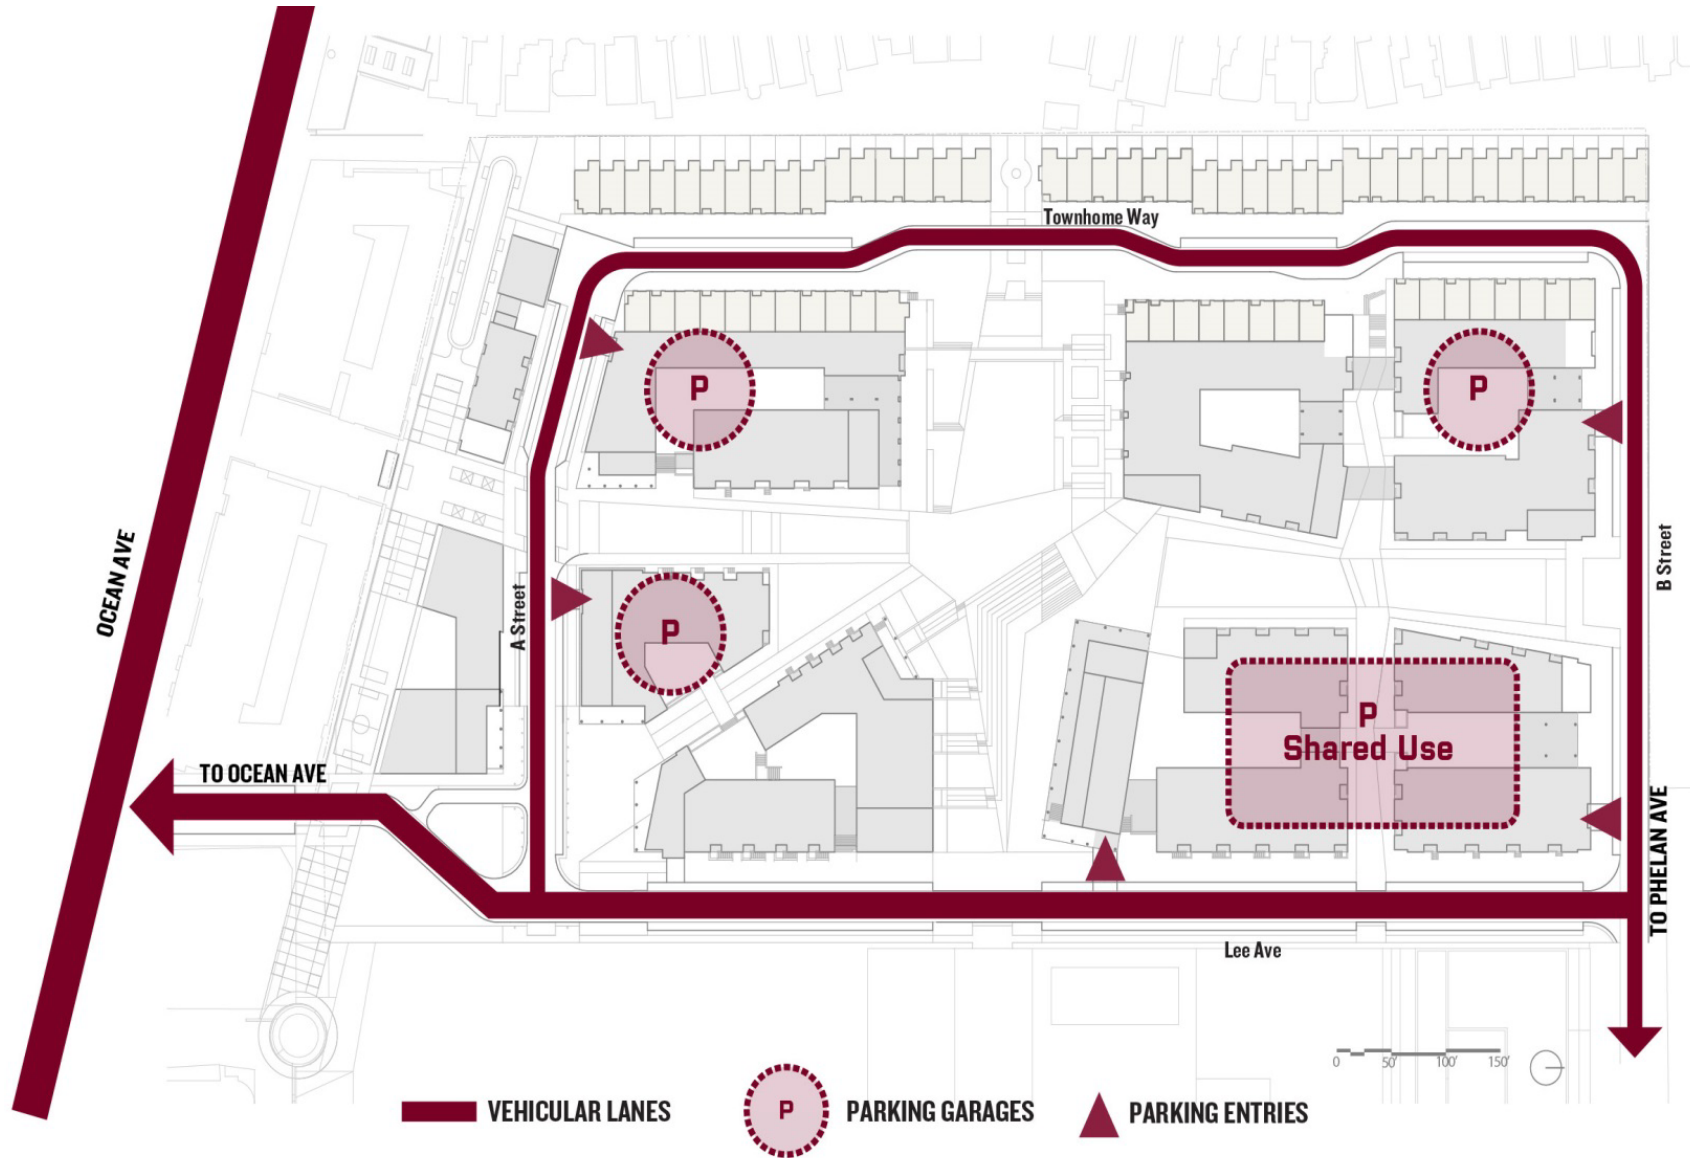 Townhome Way
P
P
OCEAN AVE
A Street
B Street
P
P
Shared Use
TO OCEAN AVE
TO PHELAN AVE
Lee Ave
0 50' 100' 150'
VEHICULAR LANES
P
PARKING GARAGES
PARKING ENTRIES